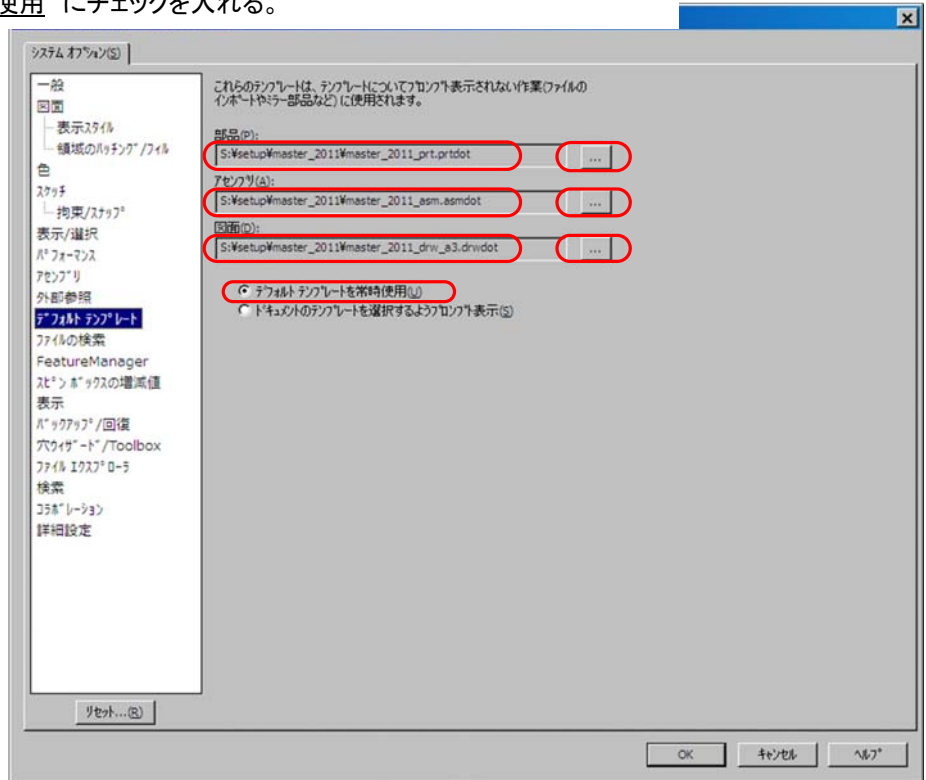 使用” にチェックを入れる。
システム オプション(S)
一般
図面
表示スタイル
領域のハッチング/フィル
色
スケッチ
拘束/スナップ
表示/選択
パフォーマンス
アセンブリ
外部参照
デフォルト テンプレート
ファイルの検索
FeatureManager
スピン ボックスの増減値
表示
バックアップ/回復
穴ウィザード/Toolbox
ファイル エクスプローラ
検索
コラボレーション
詳細設定
リセット...(R)
これらのテンプレートは、テンプレートについてプロンプト表示されない作業(ファイルの
インポートやミラー部品など)に使用されます。
部品(P):
S:¥setup¥master_2011¥master_2011_prt.prtdot
...
アセンブリ(A):
S:¥setup¥master_2011¥master_2011_asm.asmdot
...
図面(D):
S:¥setup¥master_2011¥master_2011_drw_a3.drwdot
...
デフォルト テンプレートを常時使用(U)
ドキュメントのテンプレートを選択するようプロンプト表示(S)
OK
キャンセル
ヘルプ